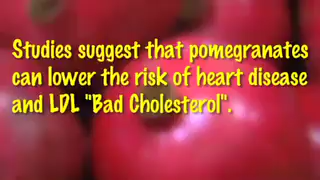 Studies suggest that pomegranates
can lower the risk of heart disease
and LDL "Bad Cholesterol".